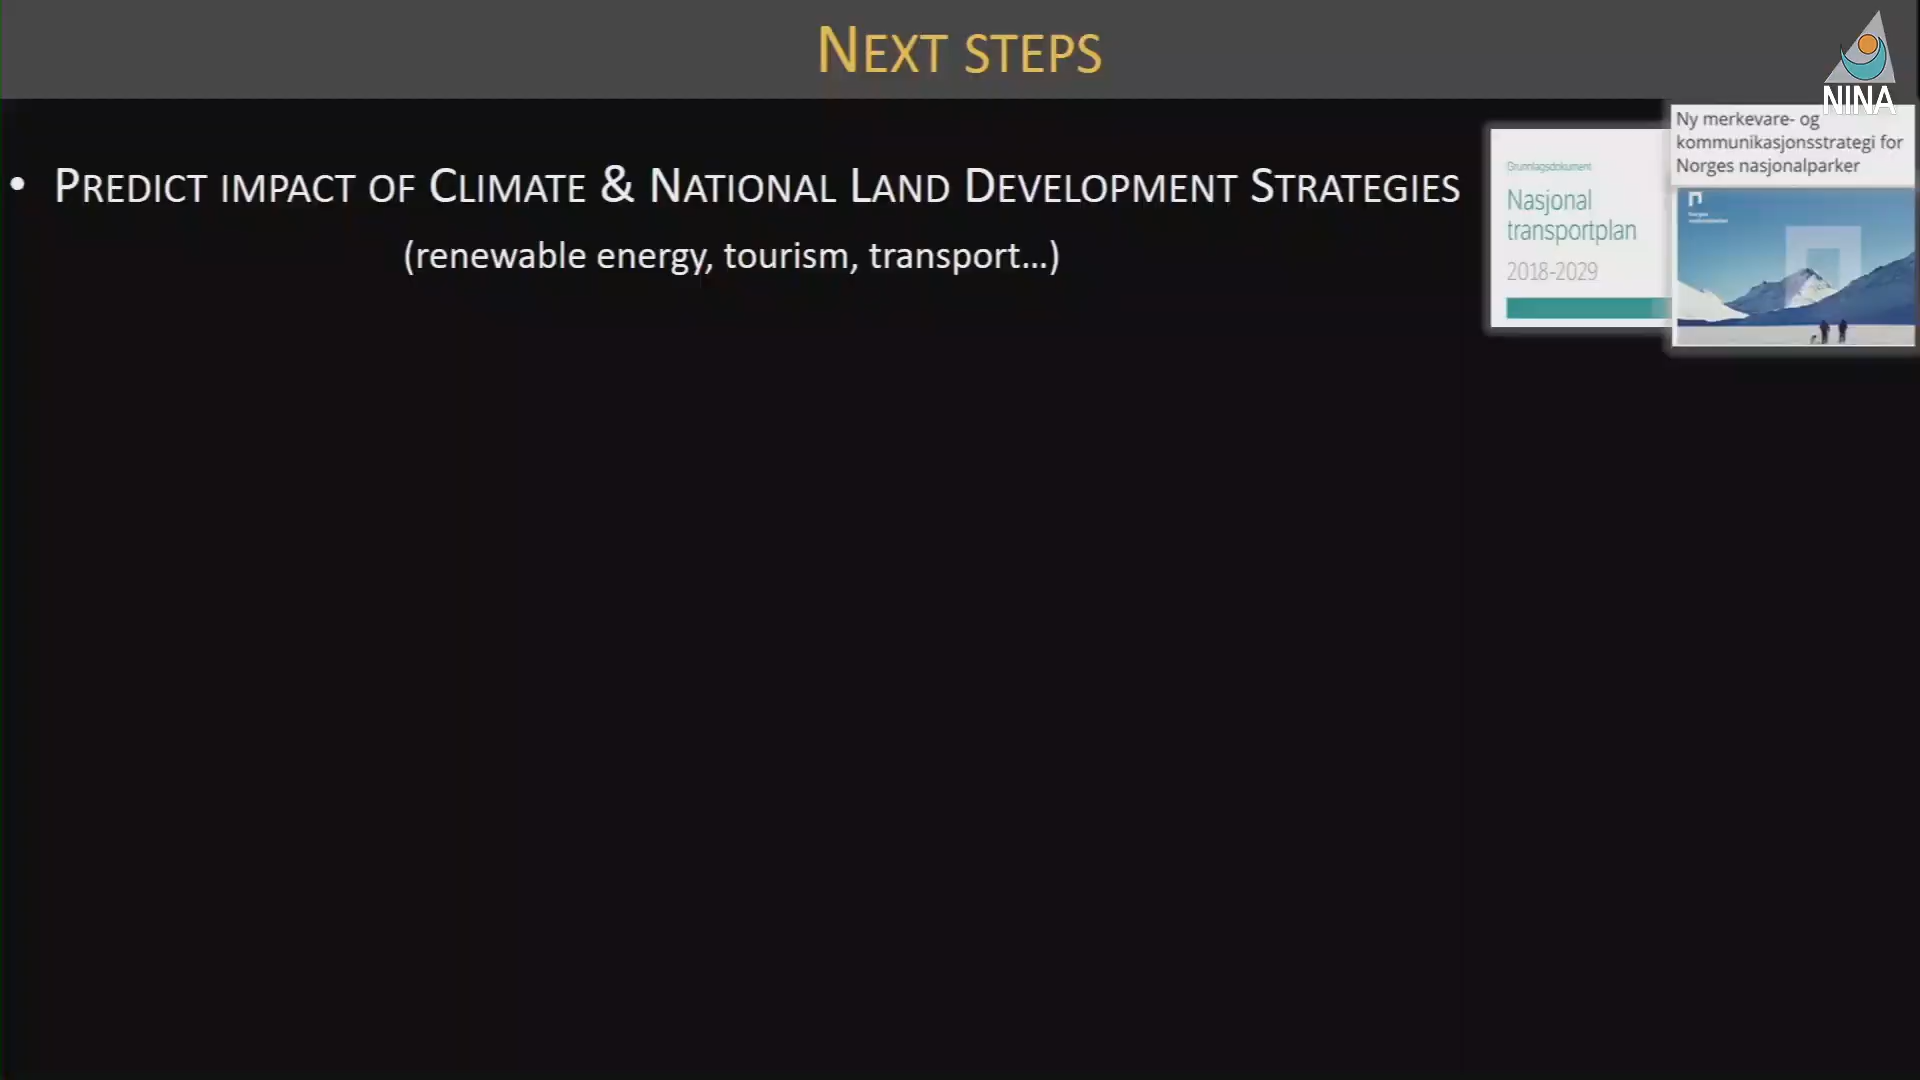 NEXT STEPS
NINA
• PREDICT IMPACT OF CLIMATE & NATIONAL LAND DEVELOPMENT STRATEGIES
(renewable energy, tourism, transport...)
Grunnlagsdokument
Nasjonal
transportplan
2018-2029
Ny merkevare- og
kommunikasjonsstrategi for
Norges nasjonalparker